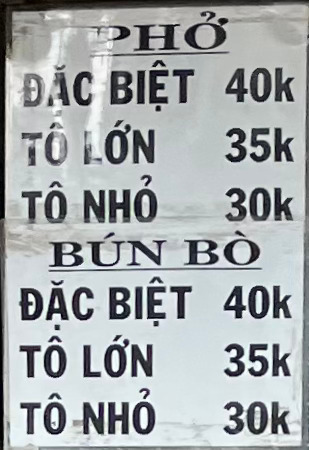 PHỞ
ĐẶC BIỆT 40k
TÔ LỚN 35k
TÔ NHỎ 30k
BÚN BÒ
ĐẶC BIỆT 40k
TÔ LỚN 35k
TÔ NHỎ 30k